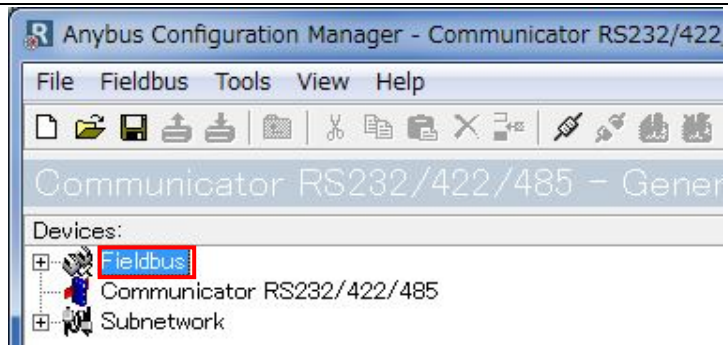 Anybus Configuration Manager - Communicator RS232/422
File Fieldbus Tools View Help
Communicator RS232/422/485 - Gener
Devices:
Fieldbus
Communicator RS232/422/485
Subnetwork